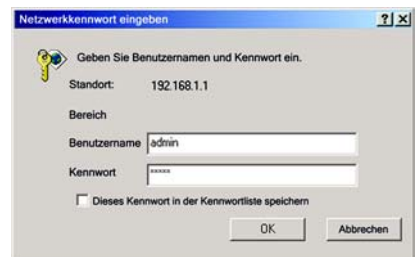 Netzwerkkennwort eingeben
Geben Sie Benutzernamen und Kennwort ein.
Standort: 192.168.1.1
Bereich
Benutzername admin
Kennwort *****
Dieses Kennwort in der Kennwortliste speichern
OK Abbrechen